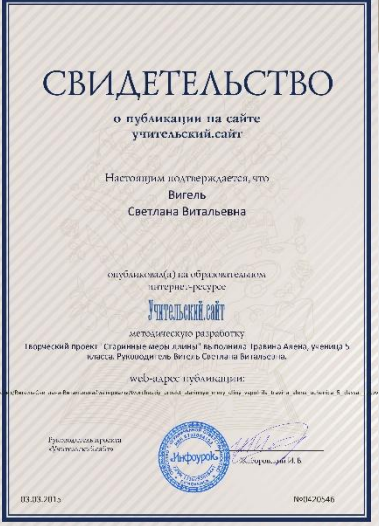 СВИДЕТЕЛЬСТВО
о публикации на сайте
учительский.сайт
Настоящим подтверждается, что
Вигель
Светлана Витальевна
опубликовал(а) на образовательном
интернет-ресурсе
Учительский.сайт
методическую разработку
Творческий проект "Старинные меры длины" выполнила Травина Алена, ученица 5
класса. Руководитель Вигель Светлана Витальевна.
web-адрес публикации:
Руководитель проекта
«Учительский.сайт»
«Инфоурок»
И. В.
03.03.2015
№0420546